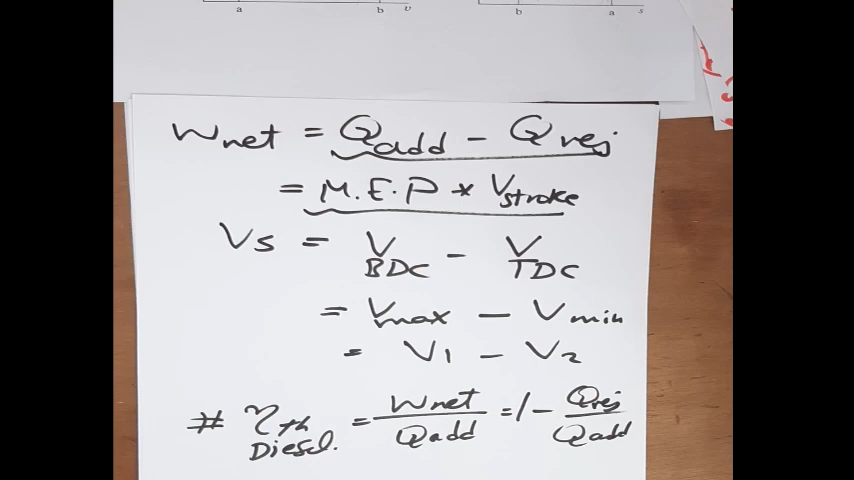 a b v b a s
Wnet = Qadd - Qrej
= M.E.P * Vstroke
Vs = VBDC - VTDC
= Vmax - Vmin
= V1 - V2
# ηth Diesel. = Wnet/Qadd = 1 - Qrej/Qadd